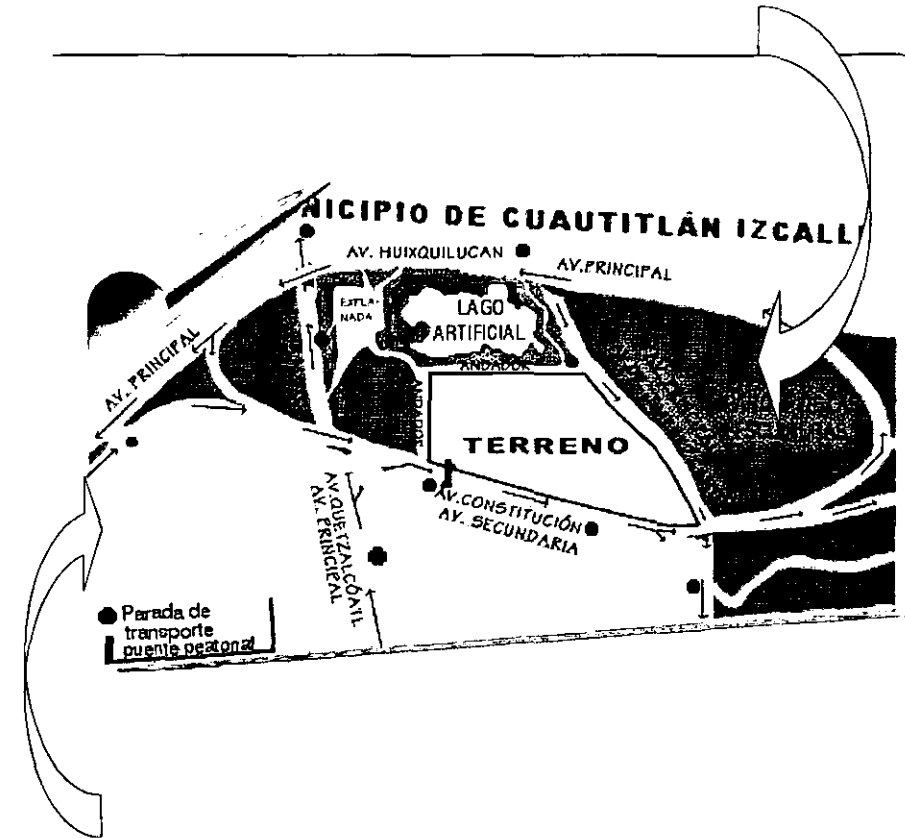 NICIPIO DE CUAUTITLÁN IZCALL
AV. HUIXQUILUCAN
AV. PRINCIPAL
EXPLA-
NADA
LAGO
ARTIFICIAL
AV. PRINCIPAL
ANDADOR
ANDADOR
TERRENO
AV. CONSTITUCIÓN
AV. SECUNDARIA
AV. QUETZALCÓATL
AV. PRINCIPAL
Parada de
transporte
puente peatonal